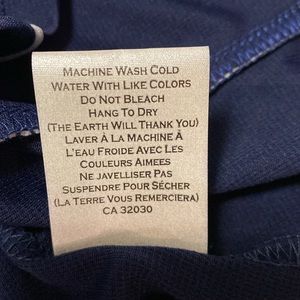 Machine Wash Cold
Water With Like Colors
Do Not Bleach
Hang To Dry
(The Earth Will Thank You)
Laver À La Machine À
L'eau Froide Avec Les
Couleurs Aimees
Ne Javelliser Pas
Suspendre Pour Sécher
(La Terre Vous Remerciera)
CA 32030